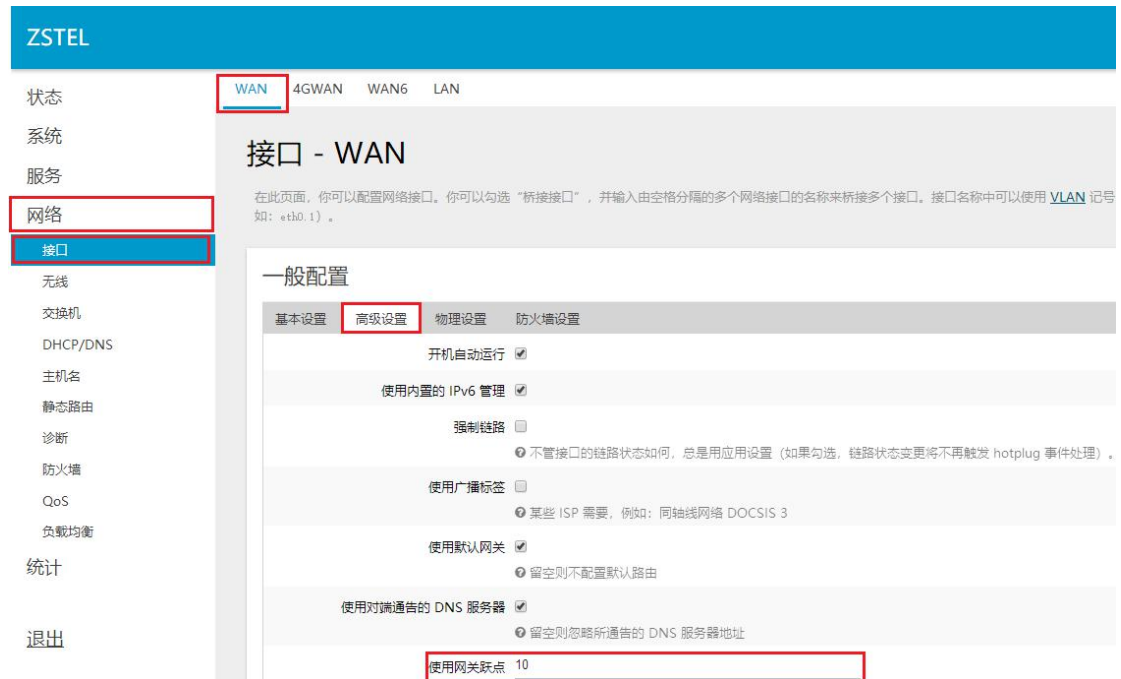 ZSTEL
状态
系统
服务
网络
接口
无线
交换机
DHCP/DNS
主机名
静态路由
诊断
防火墙
QoS
负载均衡
统计
退出
WAN 4GWAN WAN6 LAN
接口 - WAN
在此页面，你可以配置网络接口。你可以勾选“桥接接口”，并输入由空格分隔的多个网络接口的名称来桥接多个接口。接口名称中可以使用 VLAN 记号
如：eth0.1）。
一般配置
基本设置 高级设置 物理设置 防火墙设置
开机自动运行
使用内置的 IPv6 管理
强制链路
不管接口的链路状态如何，总是用应用设置（如果勾选，链路状态变更将不再触发 hotplug 事件处理）。
使用广播标签
某些 ISP 需要，例如：同轴线网络 DOCSIS 3
使用默认网关
留空则不配置默认路由
使用对端通告的 DNS 服务器
留空则忽略所通告的 DNS 服务器地址
使用网关跃点 10